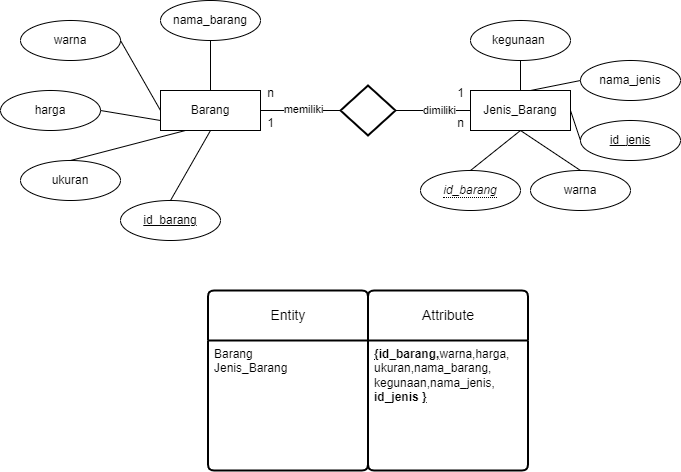 nama_barang
warna
kegunaan
nama_jenis
harga
Barang
n
memiliki
1
1
dimiliki
n
Jenis_Barang
id_jenis
ukuran
id_barang
id_barang
warna
Entity
Attribute
Barang
Jenis_Barang
{id_barang,warna,harga,
ukuran,nama_barang,
kegunaan,nama_jenis,
id_jenis }